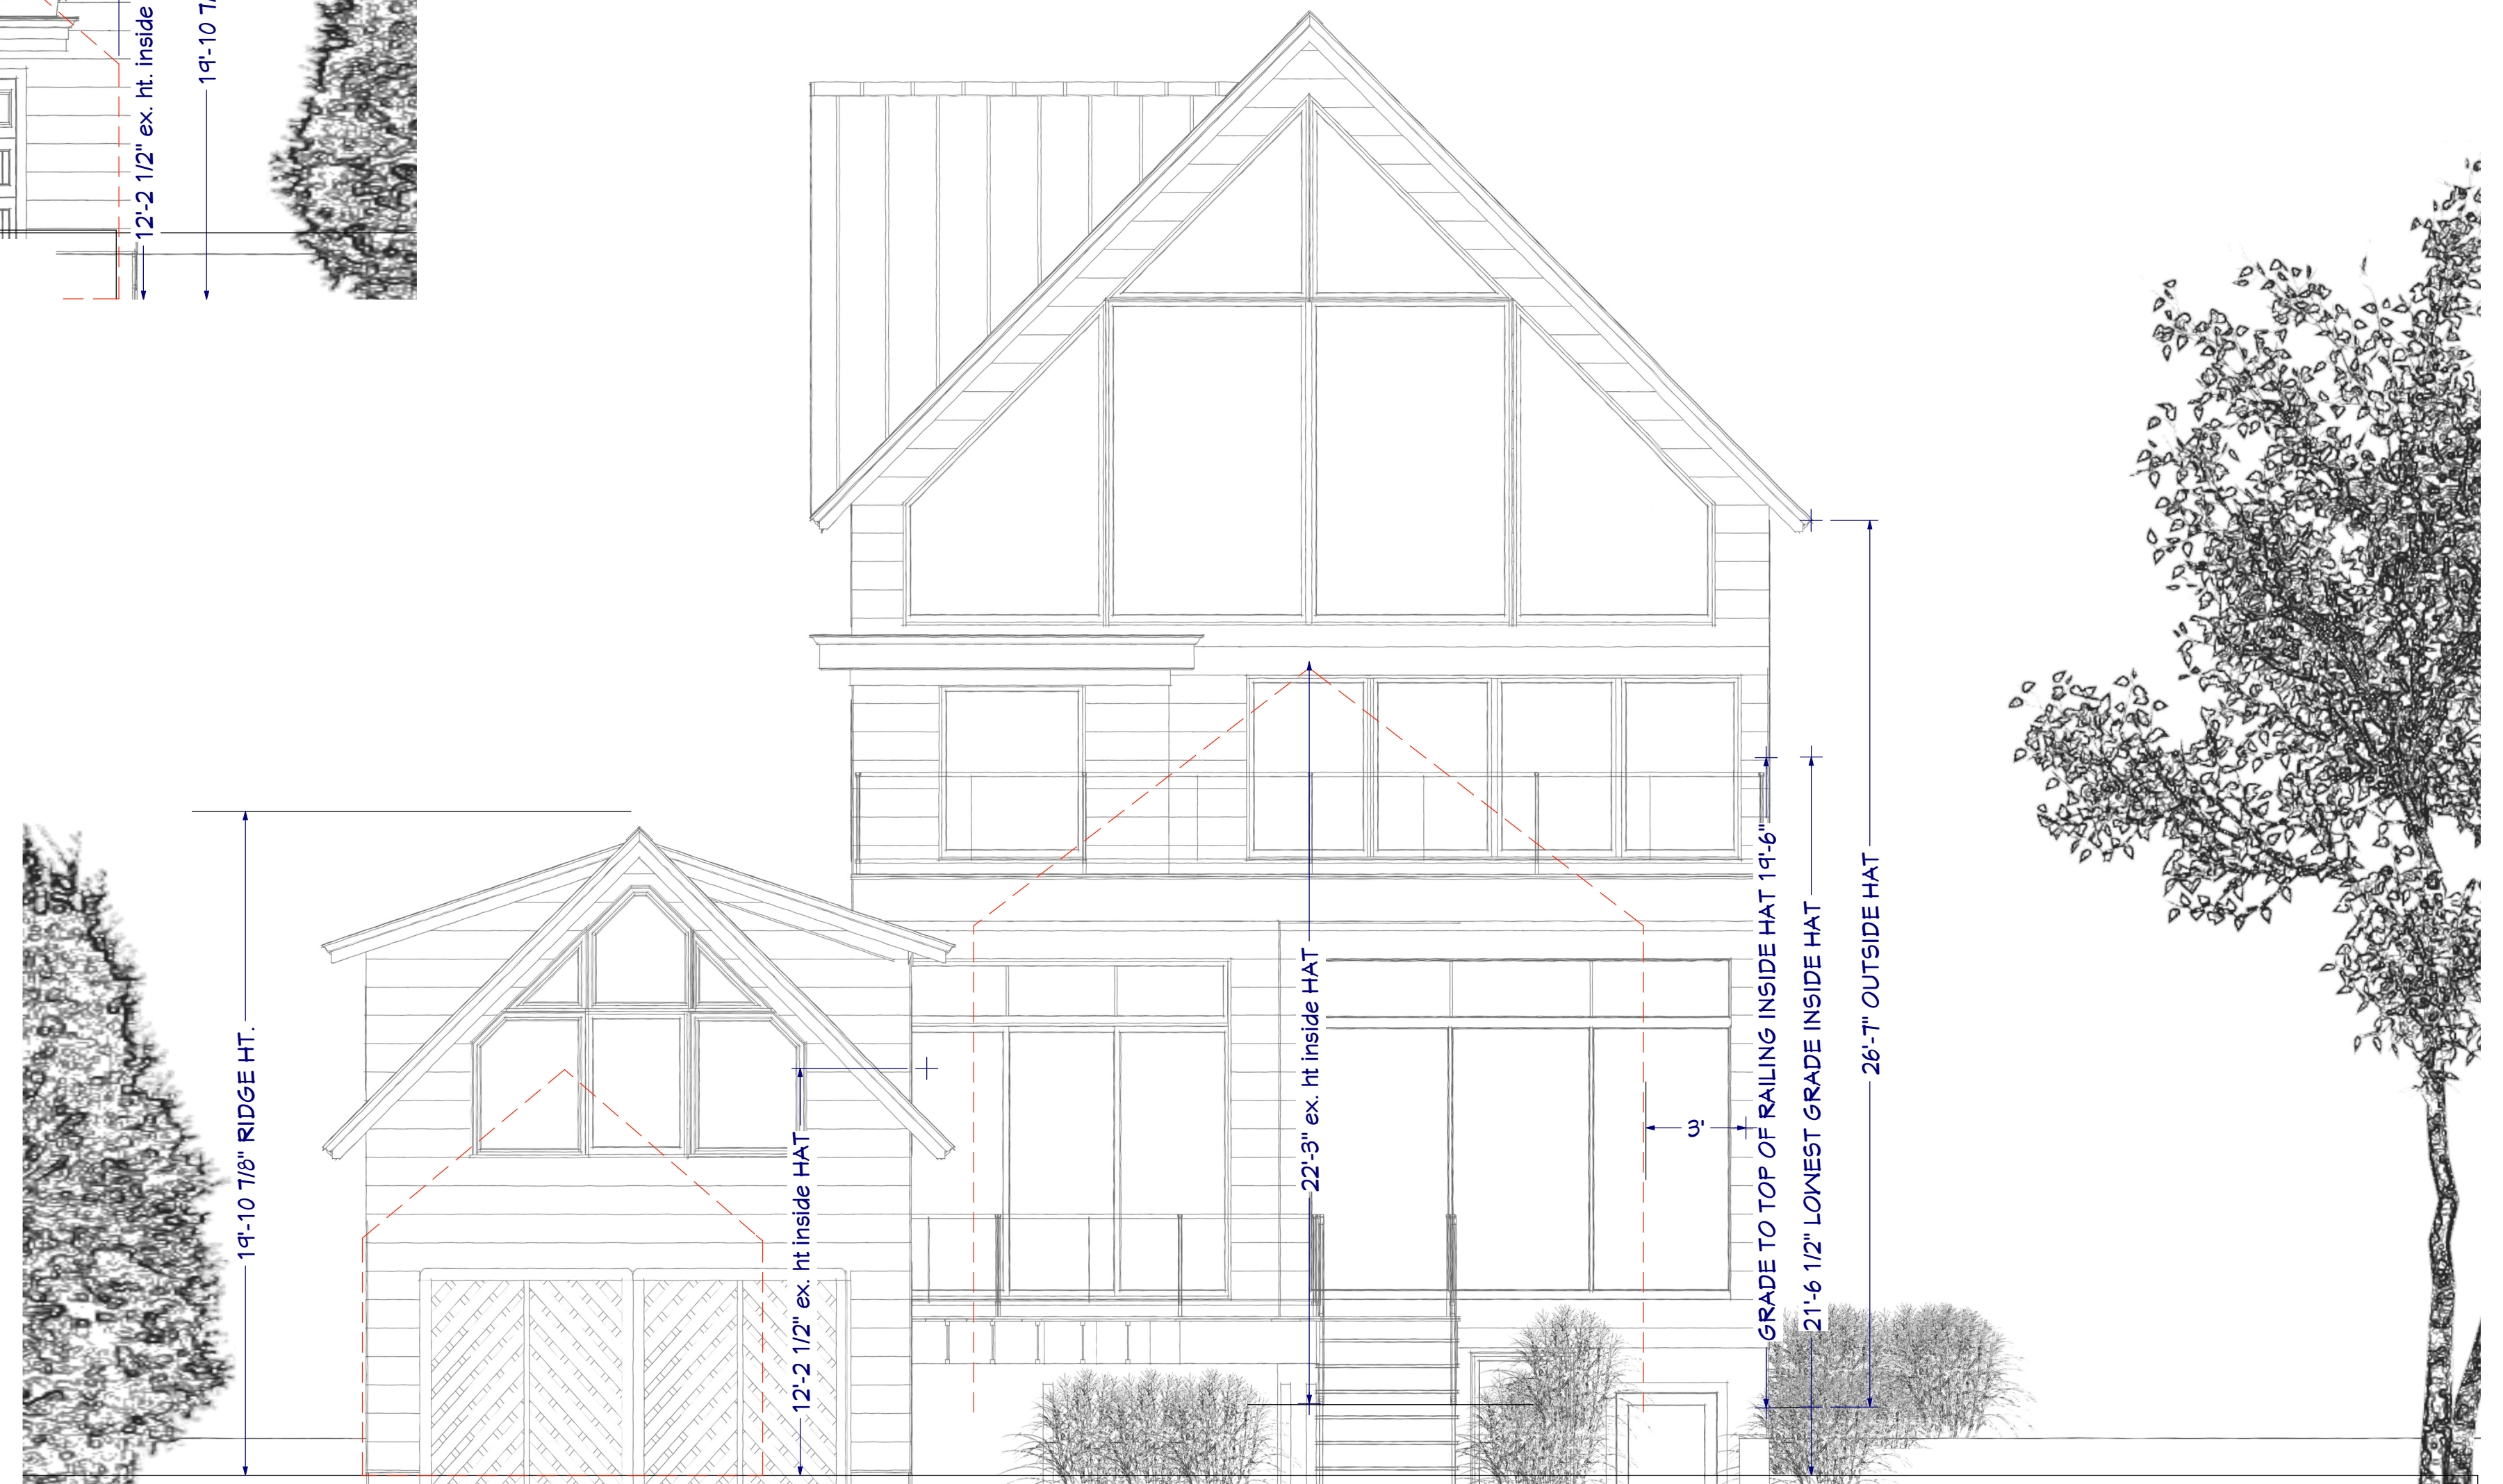 12'-2 1/2" ex. ht. inside
19'-10 7/
19'-10 7/8" RIDGE HT.
12'-2 1/2" ex. ht inside HAT
22'-3" ex. ht inside HAT
3'
GRADE TO TOP OF RAILING INSIDE HAT 19'-6"
21'-6 1/2" LOWEST GRADE INSIDE HAT
26'-7" OUTSIDE HAT